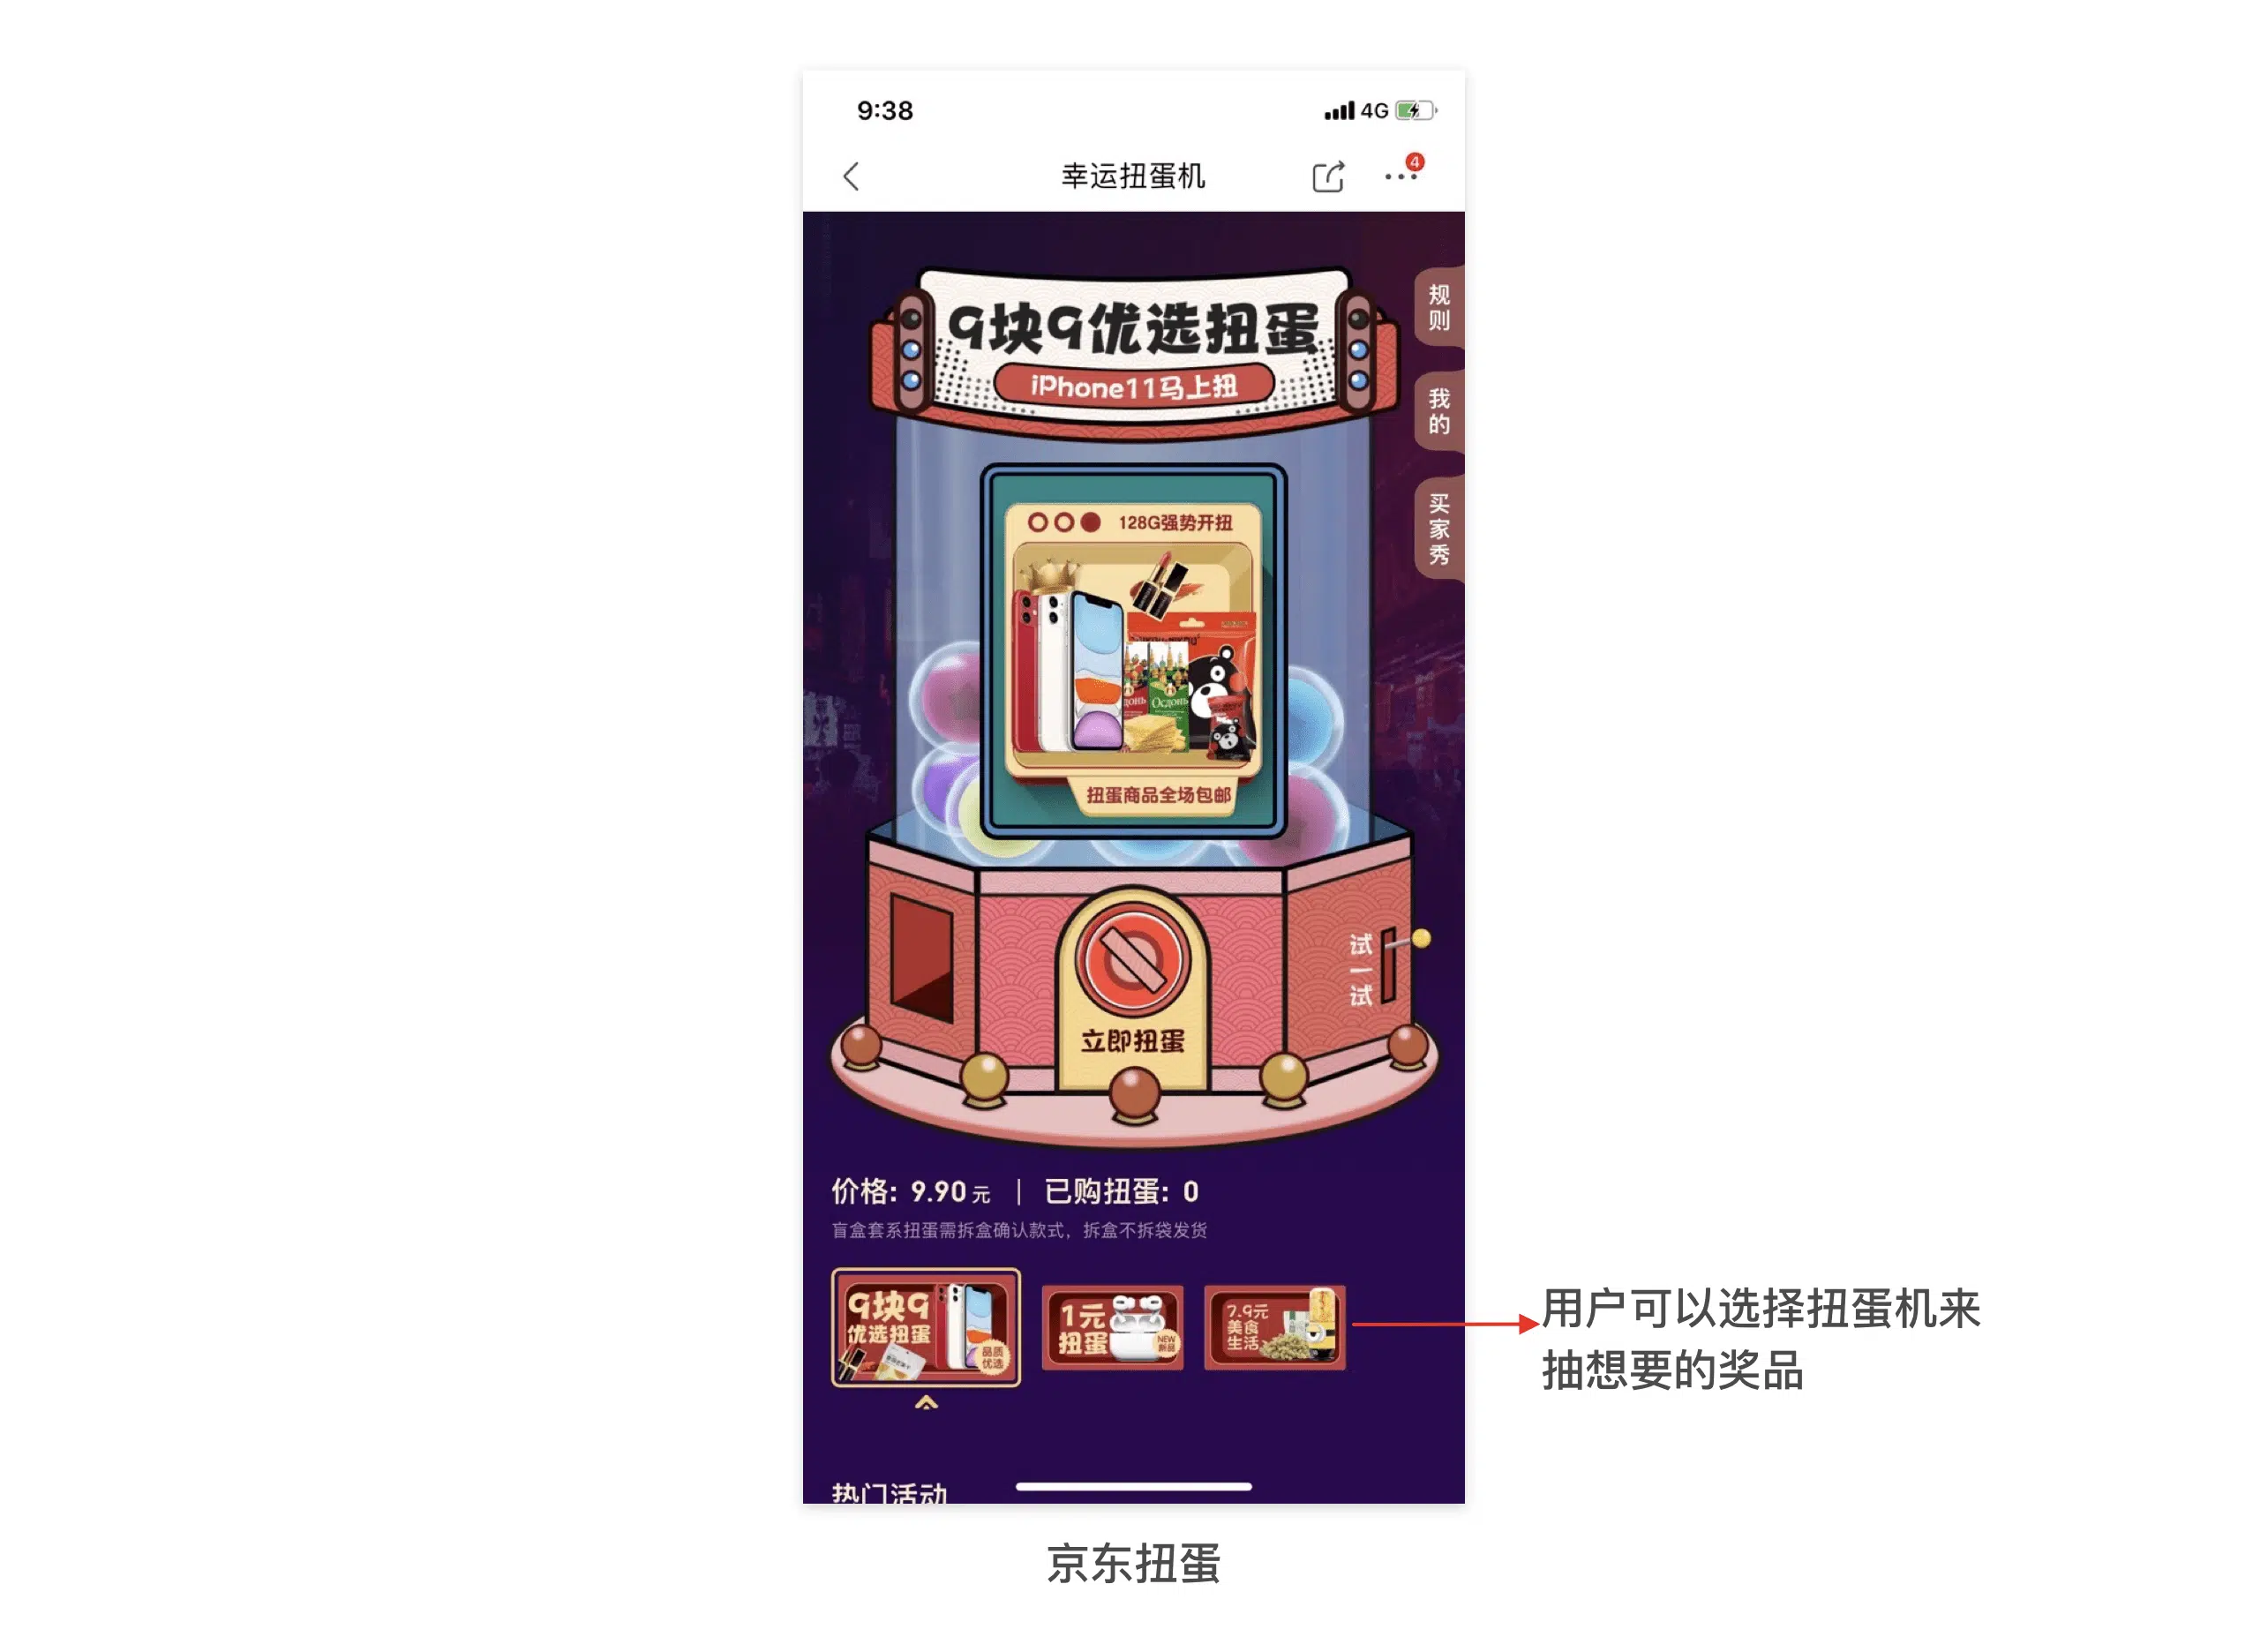 9:38
4G
幸运扭蛋机
4
9块9优选扭蛋
iPhone11马上扭
规则
我的
买家秀
128G强势开扭
Осдонь
扭蛋商品全场包邮
试一试
立即扭蛋
价格: 9.90元 | 已购扭蛋: 0
盲盒套系扭蛋需拆盒确认款式，拆盒不拆袋发货
9块9
优选扭蛋
品质
优选
1元
扭蛋
NEW
新品
7.9元
美食
生活
用户可以选择扭蛋机来
抽想要的奖品
热门活动
京东扭蛋